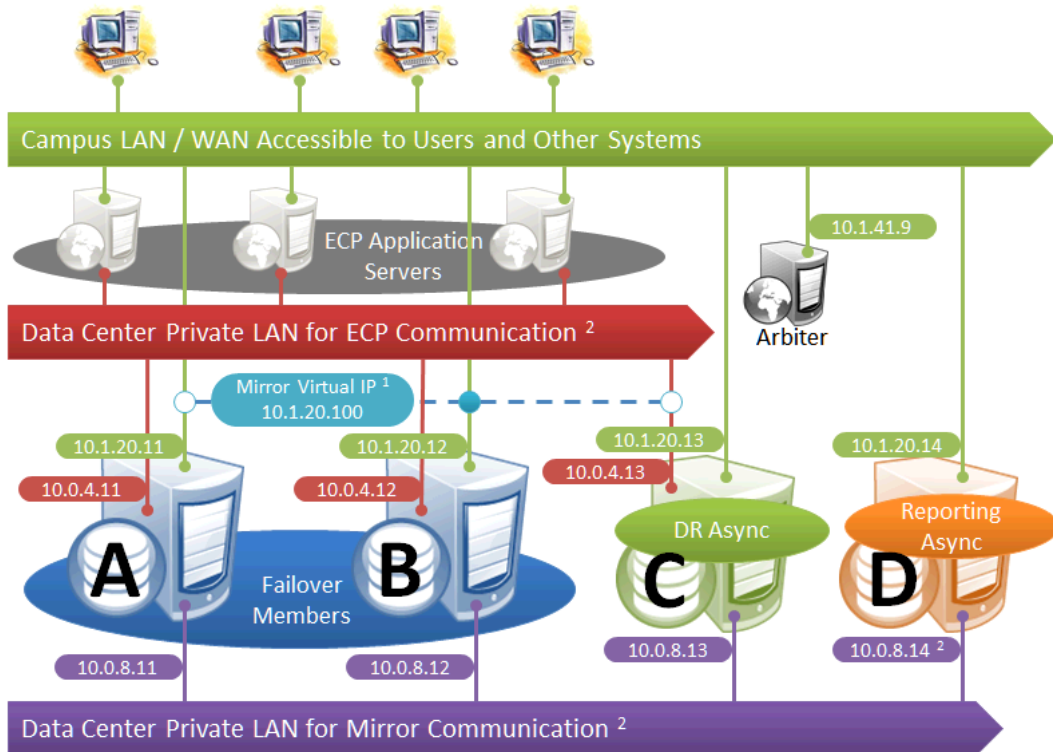 Campus LAN / WAN Accessible to Users and Other Systems
ECP Application
Servers
10.1.41.9
Arbiter
Data Center Private LAN for ECP Communication ²
Mirror Virtual IP ¹
10.1.20.100
10.1.20.11
10.1.20.12
10.1.20.13
10.1.20.14
10.0.4.11
10.0.4.12
10.0.4.13
A
B
C
D
DR Async
Reporting
Async
Failover
Members
10.0.8.11
10.0.8.12
10.0.8.13
10.0.8.14 ²
Data Center Private LAN for Mirror Communication ²